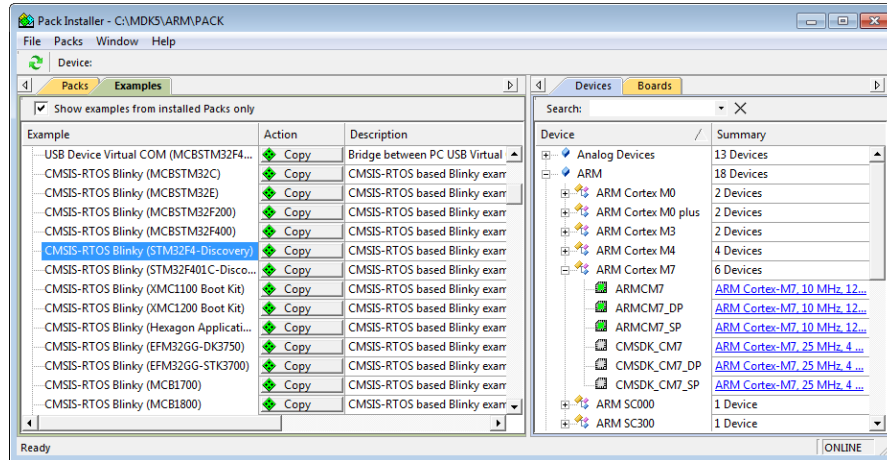 Pack Installer - C:\MDK5\ARM\PACK
File Packs Window Help
Device:
Packs Examples
Show examples from installed Packs only
Example Action Description
USB Device Virtual COM (MCBSTM32F4... Copy Bridge between PC USB Virtual
CMSIS-RTOS Blinky (MCBSTM32C) Copy CMSIS-RTOS based Blinky exam
CMSIS-RTOS Blinky (MCBSTM32E) Copy CMSIS-RTOS based Blinky exam
CMSIS-RTOS Blinky (MCBSTM32F200) Copy CMSIS-RTOS based Blinky exam
CMSIS-RTOS Blinky (MCBSTM32F400) Copy CMSIS-RTOS based Blinky exam
CMSIS-RTOS Blinky (STM32F4-Discovery) Copy CMSIS-RTOS based Blinky exam
CMSIS-RTOS Blinky (STM32F401C-Disco... Copy CMSIS-RTOS based Blinky exam
CMSIS-RTOS Blinky (XMC1100 Boot Kit) Copy CMSIS-RTOS based Blinky exam
CMSIS-RTOS Blinky (XMC1200 Boot Kit) Copy CMSIS-RTOS based Blinky exam
CMSIS-RTOS Blinky (Hexagon Applicati... Copy CMSIS-RTOS based Blinky exam
CMSIS-RTOS Blinky (EFM32GG-DK3750) Copy CMSIS-RTOS based Blinky exam
CMSIS-RTOS Blinky (EFM32GG-STK3700) Copy CMSIS-RTOS based Blinky exam
CMSIS-RTOS Blinky (MCB1700) Copy CMSIS-RTOS based Blinky exam
CMSIS-RTOS Blinky (MCB1800) Copy CMSIS-RTOS based Blinky exam
Devices Boards
Search:
Device Summary
Analog Devices 13 Devices
ARM 18 Devices
ARM Cortex M0 2 Devices
ARM Cortex M0 plus 2 Devices
ARM Cortex M3 2 Devices
ARM Cortex M4 4 Devices
ARM Cortex M7 6 Devices
ARMCM7 ARM Cortex-M7, 10 MHz, 12...
ARMCM7_DP ARM Cortex-M7, 10 MHz, 12...
ARMCM7_SP ARM Cortex-M7, 10 MHz, 12...
CMSDK_CM7 ARM Cortex-M7, 25 MHz, 4 ...
CMSDK_CM7_DP ARM Cortex-M7, 25 MHz, 4 ...
CMSDK_CM7_SP ARM Cortex-M7, 25 MHz, 4 ...
ARM SC000 1 Device
ARM SC300 1 Device
Ready ONLINE